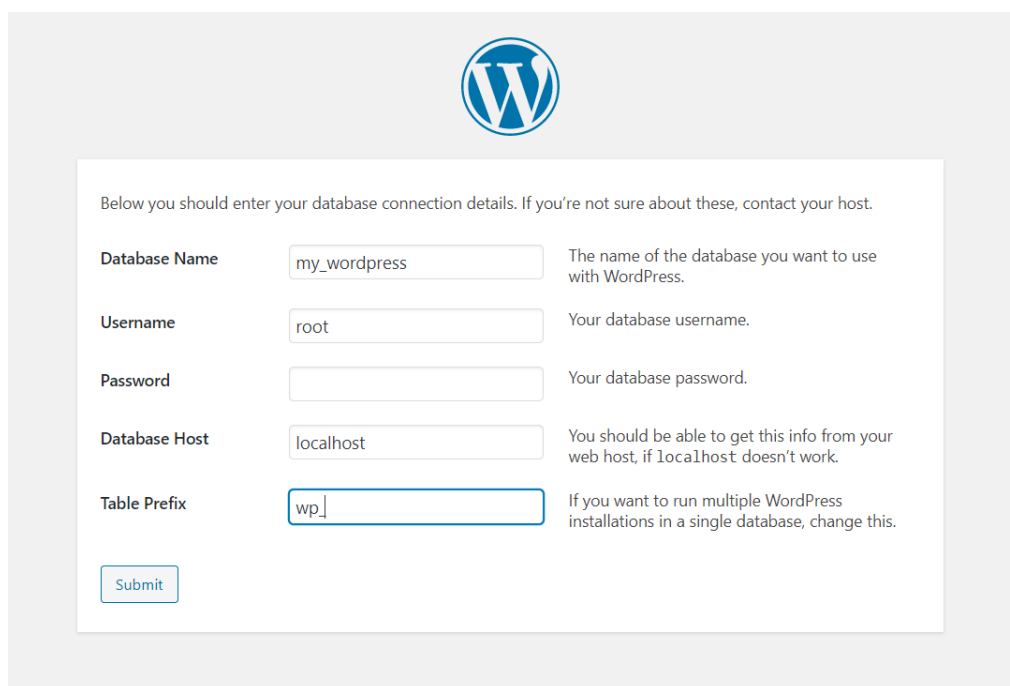 Below you should enter your database connection details. If you’re not sure about these, contact your host.
Database Name
my_wordpress
The name of the database you want to use
with WordPress.
Username
root
Your database username.
Password
Your database password.
Database Host
localhost
You should be able to get this info from your
web host, if localhost doesn’t work.
Table Prefix
wp_
If you want to run multiple WordPress
installations in a single database, change this.
Submit